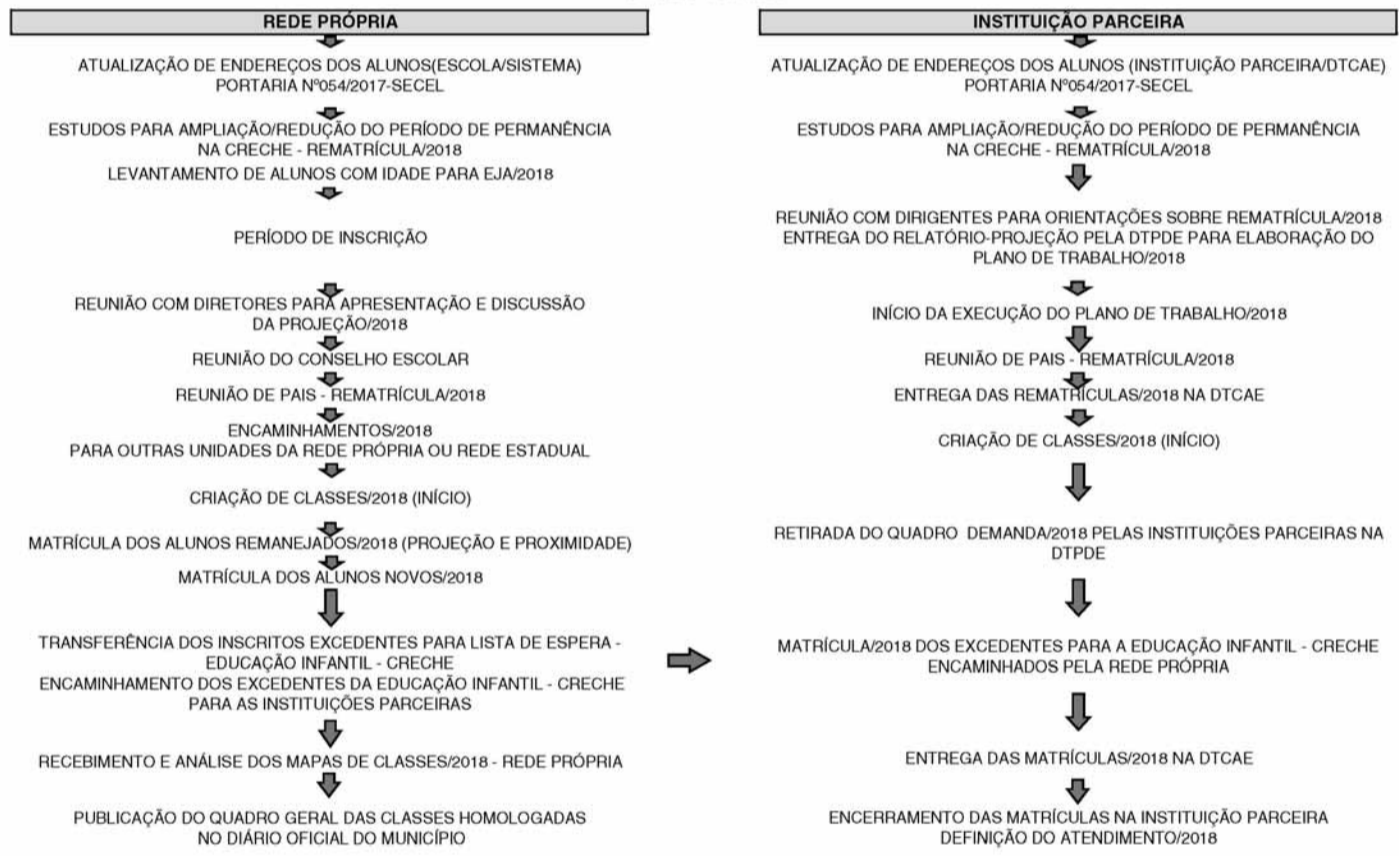 REDE PRÓPRIA
ATUALIZAÇÃO DE ENDEREÇOS DOS ALUNOS(ESCOLA/SISTEMA)
PORTARIA Nº054/2017-SECEL
ESTUDOS PARA AMPLIAÇÃO/REDUÇÃO DO PERÍODO DE PERMANÊNCIA
NA CRECHE - REMATRÍCULA/2018
LEVANTAMENTO DE ALUNOS COM IDADE PARA EJA/2018
PERÍODO DE INSCRIÇÃO
REUNIÃO COM DIRETORES PARA APRESENTAÇÃO E DISCUSSÃO
DA PROJEÇÃO/2018
REUNIÃO DO CONSELHO ESCOLAR
REUNIÃO DE PAIS - REMATRÍCULA/2018
ENCAMINHAMENTOS/2018
PARA OUTRAS UNIDADES DA REDE PRÓPRIA OU REDE ESTADUAL
CRIAÇÃO DE CLASSES/2018 (INÍCIO)
MATRÍCULA DOS ALUNOS REMANEJADOS/2018 (PROJEÇÃO E PROXIMIDADE)
MATRÍCULA DOS ALUNOS NOVOS/2018
TRANSFERÊNCIA DOS INSCRITOS EXCEDENTES PARA LISTA DE ESPERA -
EDUCAÇÃO INFANTIL - CRECHE
ENCAMINHAMENTO DOS EXCEDENTES DA EDUCAÇÃO INFANTIL - CRECHE
PARA AS INSTITUIÇÕES PARCEIRAS
RECEBIMENTO E ANÁLISE DOS MAPAS DE CLASSES/2018 - REDE PRÓPRIA
PUBLICAÇÃO DO QUADRO GERAL DAS CLASSES HOMOLOGADAS
NO DIÁRIO OFICIAL DO MUNICÍPIO
INSTITUIÇÃO PARCEIRA
ATUALIZAÇÃO DE ENDEREÇOS DOS ALUNOS (INSTITUIÇÃO PARCEIRA/DTCAE)
PORTARIA Nº054/2017-SECEL
ESTUDOS PARA AMPLIAÇÃO/REDUÇÃO DO PERÍODO DE PERMANÊNCIA
NA CRECHE - REMATRÍCULA/2018
REUNIÃO COM DIRIGENTES PARA ORIENTAÇÕES SOBRE REMATRÍCULA/2018
ENTREGA DO RELATÓRIO-PROJEÇÃO PELA DTPDE PARA ELABORAÇÃO DO
PLANO DE TRABALHO/2018
INÍCIO DA EXECUÇÃO DO PLANO DE TRABALHO/2018
REUNIÃO DE PAIS - REMATRÍCULA/2018
ENTREGA DAS REMATRÍCULAS/2018 NA DTCAE
CRIAÇÃO DE CLASSES/2018 (INÍCIO)
RETIRADA DO QUADRO DEMANDA/2018 PELAS INSTITUIÇÕES PARCEIRAS NA
DTPDE
MATRÍCULA/2018 DOS EXCEDENTES PARA A EDUCAÇÃO INFANTIL - CRECHE
ENCAMINHADOS PELA REDE PRÓPRIA
ENTREGA DAS MATRÍCULAS/2018 NA DTCAE
ENCERRAMENTO DAS MATRÍCULAS NA INSTITUIÇÃO PARCEIRA
DEFINIÇÃO DO ATENDIMENTO/2018